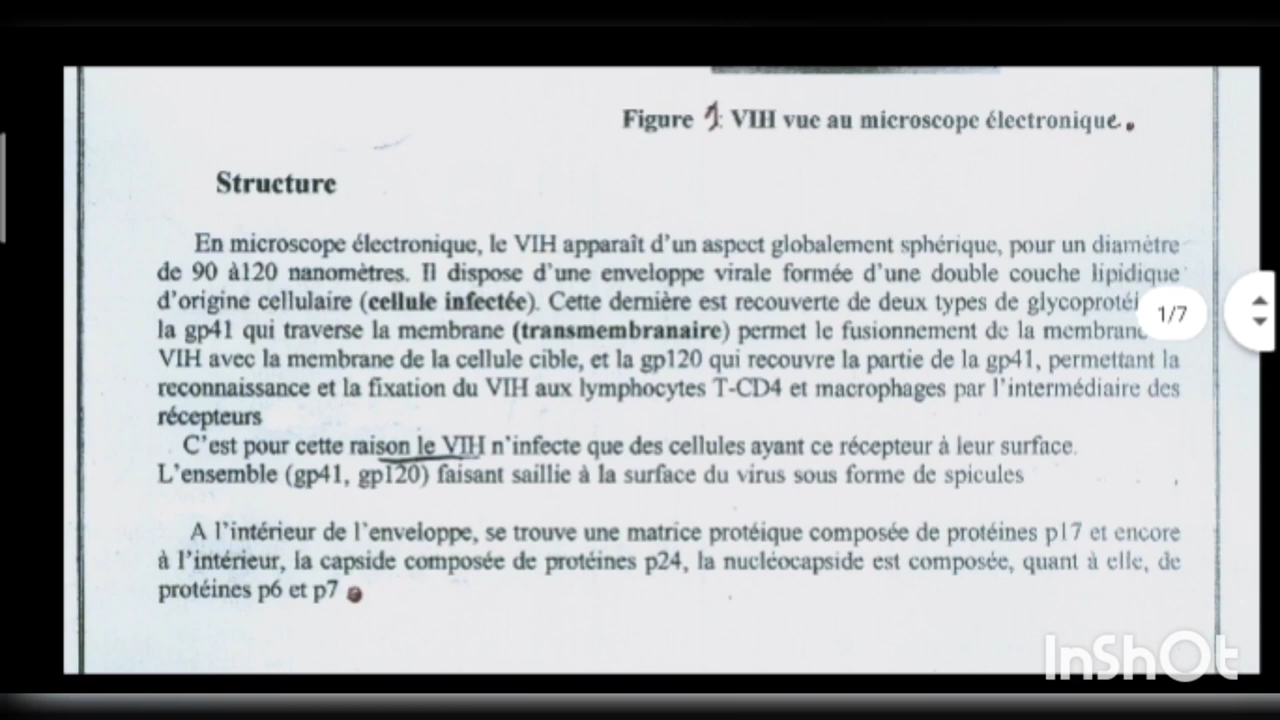 Figure 1: VIH vue au microscope électronique.
Structure
En microscope électronique, le VIH apparaît d'un aspect globalement sphérique, pour un diamètre
de 90 à120 nanomètres. Il dispose d'une enveloppe virale formée d'une double couche lipidique
d'origine cellulaire (cellule infectée). Cette dernière est recouverte de deux types de glycoproté
la gp41 qui traverse la membrane (transmembranaire) permet le fusionnement de la membrane
1/7
VIH avec la membrane de la cellule cible, et la gp120 qui recouvre la partie de la gp41, permettant la
reconnaissance et la fixation du VIH aux lymphocytes T-CD4 et macrophages par l'intermédiaire des
récepteurs
C'est pour cette raison le VIH n'infecte que des cellules ayant ce récepteur à leur surface.
L'ensemble (gp41, gp120) faisant saillie à la surface du virus sous forme de spicules
A l'intérieur de l'enveloppe, se trouve une matrice protéique composée de protéines p17 et encore
à l'intérieur, la capside composée de protéines p24, la nucléocapside est composée, quant à elle, de
protéines p6 et p7
InShOt